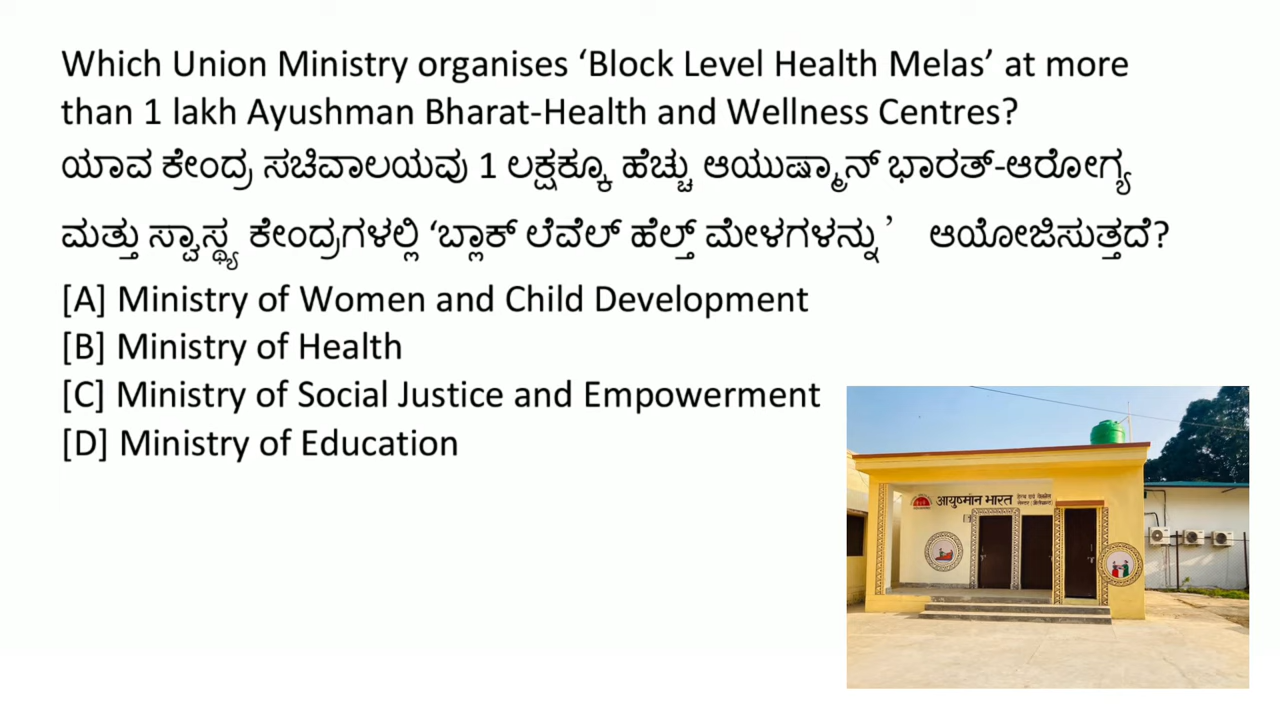 Which Union Ministry organises ‘Block Level Health Melas’ at more
than 1 lakh Ayushman Bharat-Health and Wellness Centres?
ಯಾವ ಕೇಂದ್ರ ಸಚಿವಾಲಯವು 1 ಲಕ್ಷಕ್ಕೂ ಹೆಚ್ಚು ಆಯುಷ್ಮಾನ್ ಭಾರತ್-ಆರೋಗ್ಯ
ಮತ್ತು ಸ್ವಾಸ್ಥ್ಯ ಕೇಂದ್ರಗಳಲ್ಲಿ ‘ಬ್ಲಾಕ್ ಲೆವೆಲ್ ಹೆಲ್ತ್ ಮೇಳಗಳನ್ನು’ ಆಯೋಜಿಸುತ್ತದೆ?
[A] Ministry of Women and Child Development
[B] Ministry of Health
[C] Ministry of Social Justice and Empowerment
[D] Ministry of Education
आयुष्मान भारत